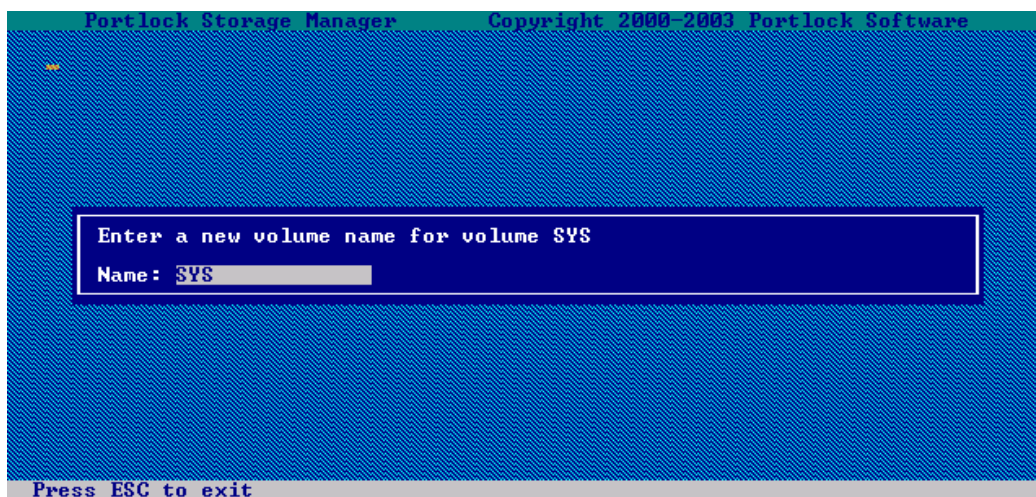 Portlock Storage Manager Copyright 2000-2003 Portlock Software
Enter a new volume name for volume SYS
Name: SYS
Press ESC to exit